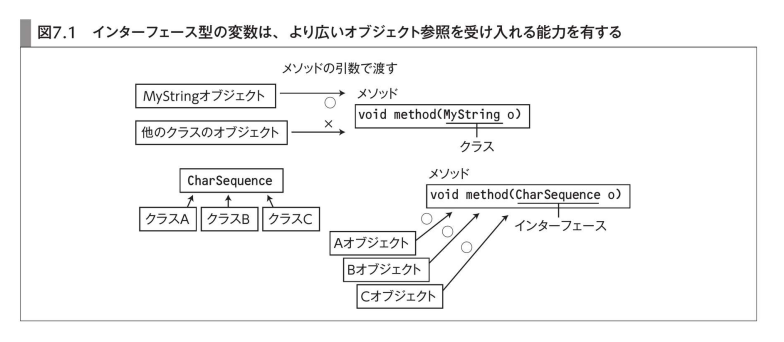 図7.1 インターフェース型の変数は、より広いオブジェクト参照を受け入れる能力を有する
メソッドの引数で渡す
MyStringオブジェクト
○
メソッド
void method(MyString o)
クラス
他のクラスのオブジェクト
×
CharSequence
クラスA
クラスB
クラスC
メソッド
void method(CharSequence o)
インターフェース
Aオブジェクト
○
Bオブジェクト
○
Cオブジェクト
○